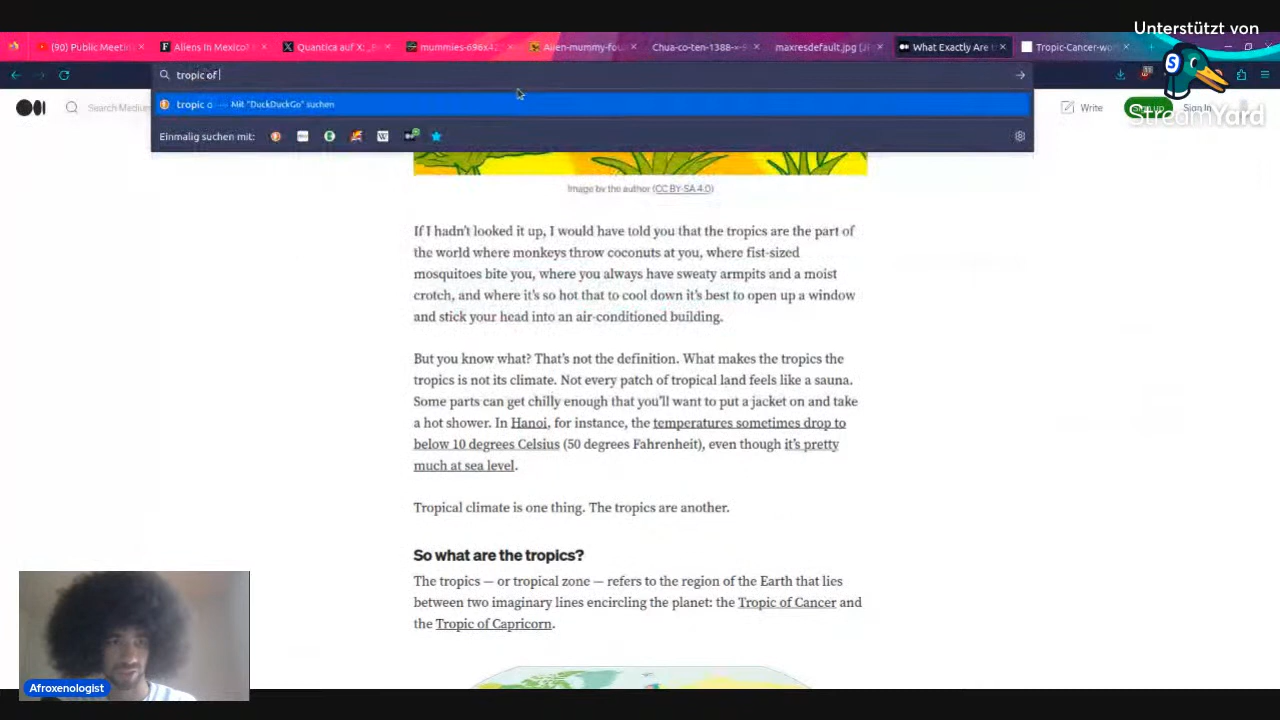 Unterstützt von
StreamYard
(90) Public Meetin
Aliens in Mexico?
Quantica auf X:
mummies-696x4
Alien-mummy-fou
Chua-co-ten-1388-x-5
maxresdefault.jpg (J
What Exactly Are t
Tropic-Cancer-wor
tropic of
tropic o — Mit "DuckDuckGo" suchen
Einmalig suchen mit:
Search Medium
Write
Sign up
Sign In
Image by the author (CC BY-SA 4.0)
If I hadn't looked it up, I would have told you that the tropics are the part of
the world where monkeys throw coconuts at you, where fist-sized
mosquitoes bite you, where you always have sweaty armpits and a moist
crotch, and where it's so hot that to cool down it's best to open up a window
and stick your head into an air-conditioned building.
But you know what? That's not the definition. What makes the tropics the
tropics is not its climate. Not every patch of tropical land feels like a sauna.
Some parts can get chilly enough that you'll want to put a jacket on and take
a hot shower. In Hanoi, for instance, the temperatures sometimes drop to
below 10 degrees Celsius (50 degrees Fahrenheit), even though it's pretty
much at sea level.
Tropical climate is one thing. The tropics are another.
So what are the tropics?
The tropics — or tropical zone — refers to the region of the Earth that lies
between two imaginary lines encircling the planet: the Tropic of Cancer and
the Tropic of Capricorn.
Afroxenologist